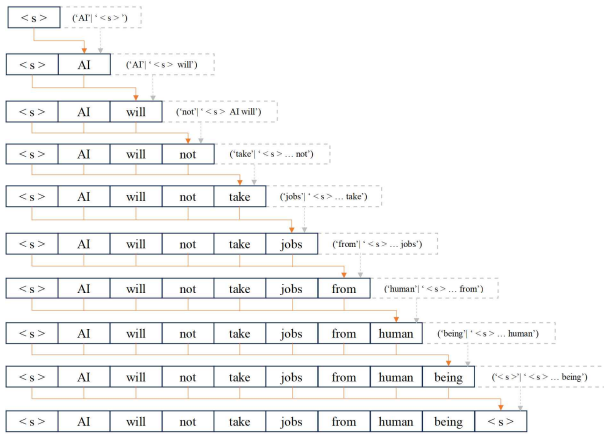 < s > ('AI'| ' < s > ')
< s > AI ('AI'| ' < s > will')
< s > AI will ('not'| ' < s > AI will')
< s > AI will not ('take'| ' < s > … not')
< s > AI will not take ('jobs'| ' < s > … take')
< s > AI will not take jobs ('from'| ' < s > … jobs')
< s > AI will not take jobs from ('human'| ' < s > … from')
< s > AI will not take jobs from human ('being'| ' < s > … human')
< s > AI will not take jobs from human being ('< s >'| ' < s > … being')
< s > AI will not take jobs from human being < s >